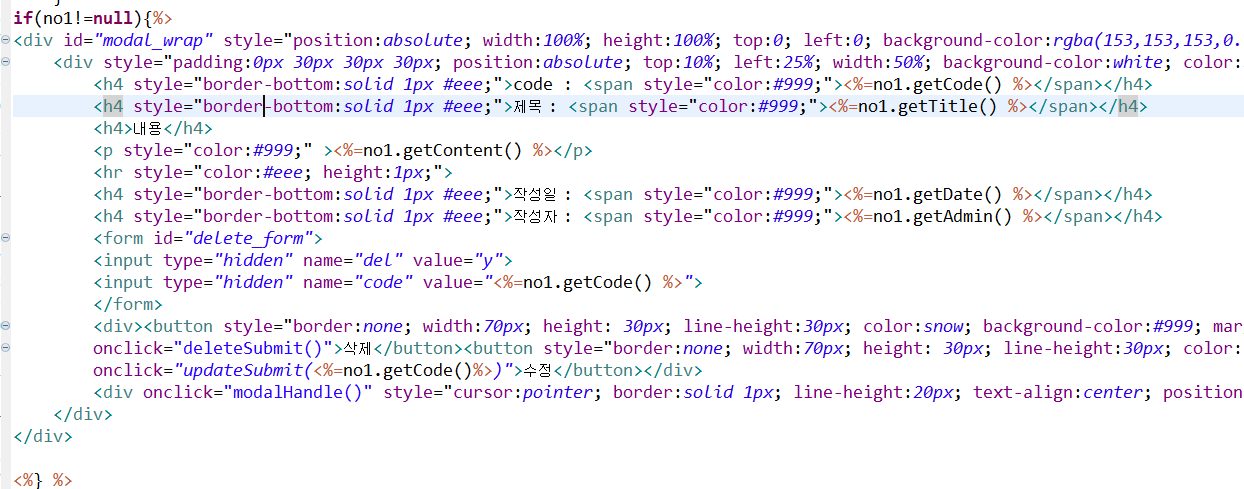 if(no1!=null){%>
<div id="modal_wrap" style="position:absolute; width:100%; height:100%; top:0; left:0; background-color:rgba(153,153,153,0.
<div style="padding:0px 30px 30px 30px; position:absolute; top:10%; left:25%; width:50%; background-color:white; color:
<h4 style="border-bottom:solid 1px #eee;">code : <span style="color:#999;"><%=no1.getCode() %></span></h4>
<h4 style="border-bottom:solid 1px #eee;">제목 : <span style="color:#999;"><%=no1.getTitle() %></span></h4>
<h4>내용</h4>
<p style="color:#999;" ><%=no1.getContent() %></p>
<hr style="color:#eee; height:1px;">
<h4 style="border-bottom:solid 1px #eee;">작성일 : <span style="color:#999;"><%=no1.getDate() %></span></h4>
<h4 style="border-bottom:solid 1px #eee;">작성자 : <span style="color:#999;"><%=no1.getAdmin() %></span></h4>
<form id="delete_form">
<input type="hidden" name="del" value="y">
<input type="hidden" name="code" value="<%=no1.getCode() %>">
</form>
<div><button style="border:none; width:70px; height: 30px; line-height:30px; color:snow; background-color:#999; mar
onclick="deleteSubmit()">삭제</button><button style="border:none; width:70px; height: 30px; line-height:30px; color:
onclick="updateSubmit(<%=no1.getCode()%>)">수정</button></div>
<div onclick="modalHandle()" style="cursor:pointer; border:solid 1px; line-height:20px; text-align:center; position
</div>
</div>
<%} %>